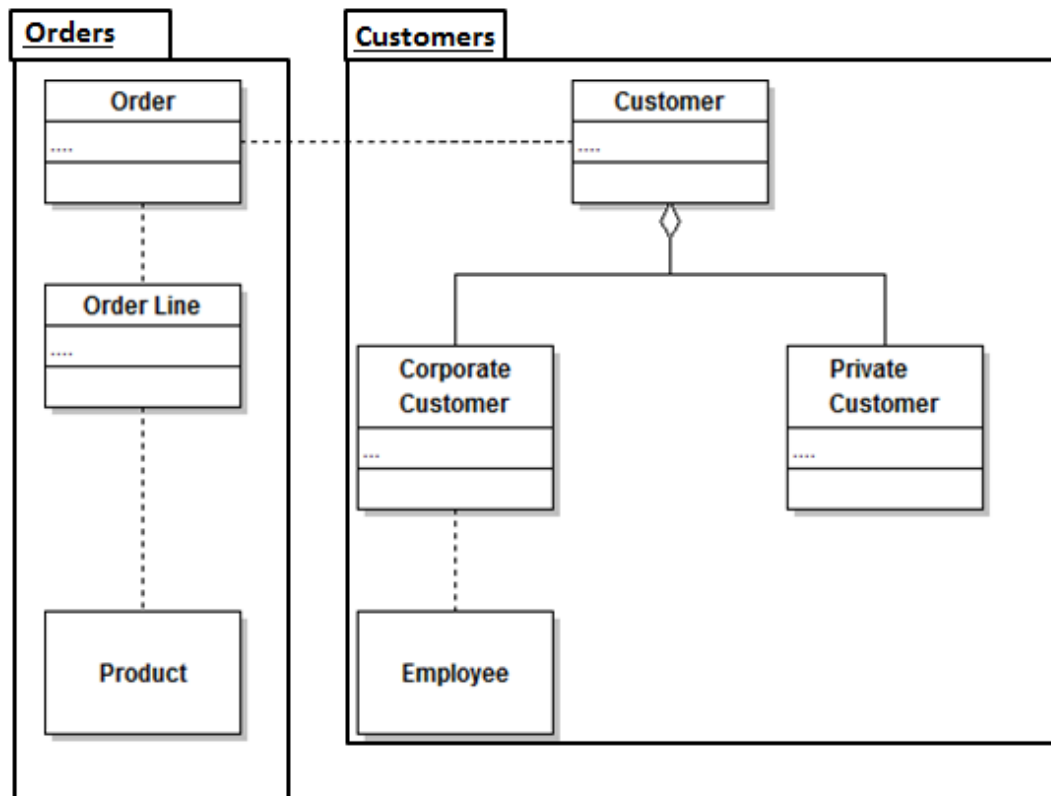 Orders
Order
....
Order Line
....
Product
Customers
Customer
....
Corporate
Customer
...
Private
Customer
....
Employee